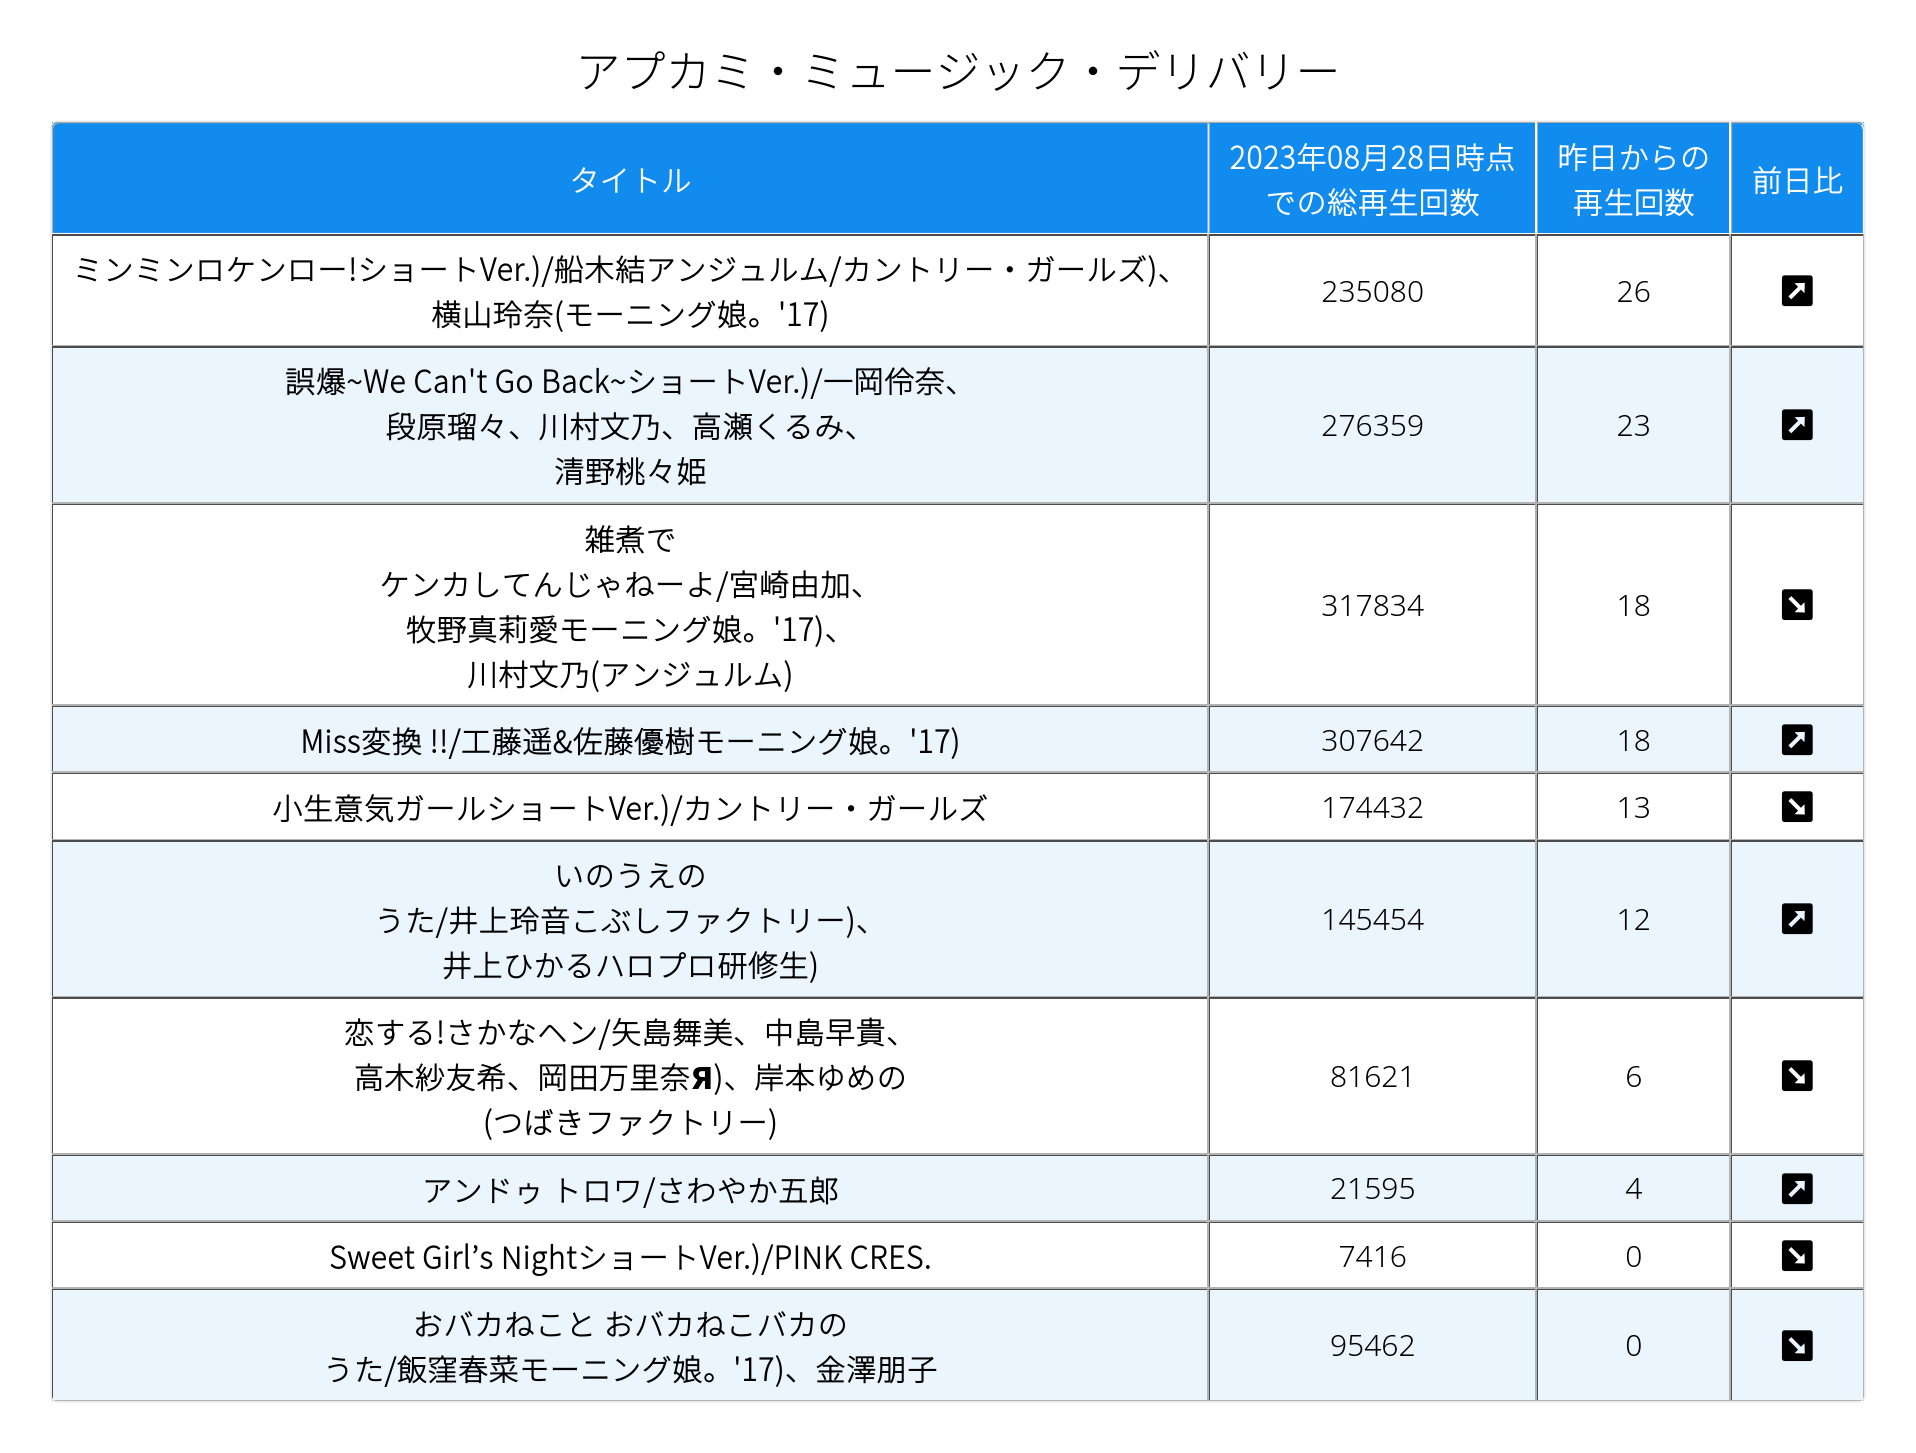 アプカミ・ミュージック・デリバリー
タイトル
2023年08月28日時点
での総再生回数
昨日からの
再生回数
前日比
ミンミンロケンロー!ショートVer.)/船木結アンジュルム/カントリー・ガールズ)、
横山玲奈(モーニング娘。'17)
235080
26
誤爆~We Can't Go Back~ショートVer.)/一岡伶奈、
段原瑠々、川村文乃、高瀬くるみ、
清野桃々姫
276359
23
雑煮で
ケンカしてんじゃねーよ/宮崎由加、
牧野真莉愛モーニング娘。'17)、
川村文乃(アンジュルム)
317834
18
Miss変換 !!/工藤遥&佐藤優樹モーニング娘。'17)
307642
18
小生意気ガールショートVer.)/カントリー・ガールズ
174432
13
いのうえの
うた/井上玲音こぶしファクトリー)、
井上ひかるハロプロ研修生)
145454
12
恋する!さかなヘン/矢島舞美、中島早貴、
高木紗友希、岡田万里奈Я)、岸本ゆめの
(つばきファクトリー)
81621
6
アンドゥ トロワ/さわやか五郎
21595
4
Sweet Girl’s NightショートVer.)/PINK CRES.
7416
0
おバカねこと おバカねこバカの
うた/飯窪春菜モーニング娘。'17)、金澤朋子
95462
0